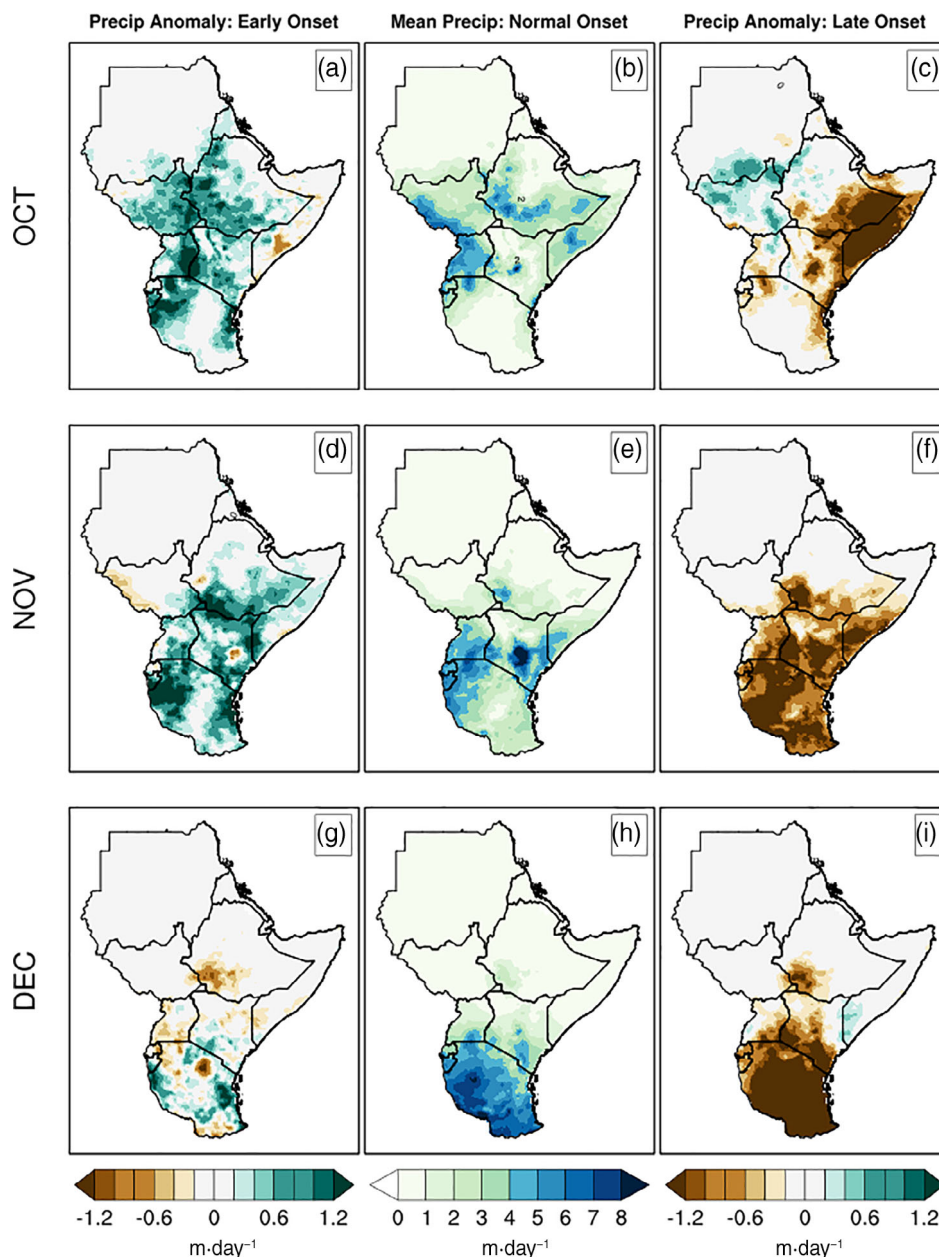 Precip Anomaly: Early Onset
Mean Precip: Normal Onset
Precip Anomaly: Late Onset
OCT
(a)
(b)
2
2
(c)
NOV
(d)
(e)
(f)
DEC
(g)
(h)
(i)
-1.2 -0.6 0 0.6 1.2
0 1 2 3 4 5 6 7 8
-1.2 -0.6 0 0.6 1.2
m·day⁻¹
m·day⁻¹
m·day⁻¹